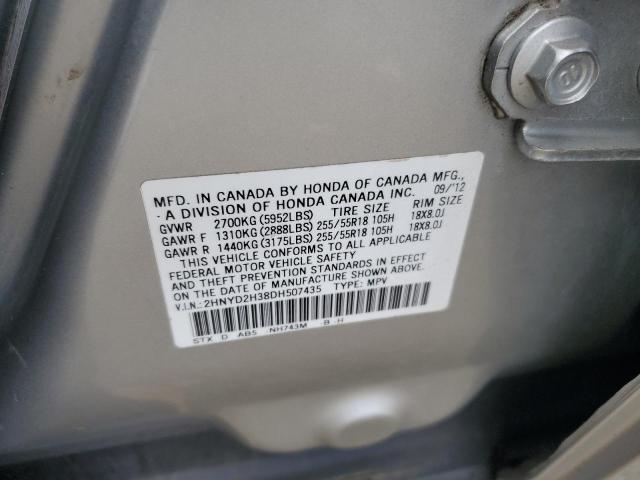 MFD. IN CANADA BY HONDA OF CANADA MFG.,
A DIVISION OF HONDA CANADA INC. 09/'12
GVWR 2700KG (5952LBS) TIRE SIZE RIM SIZE
GAWR F 1310KG (2888LBS) 255/55R18 105H 18X8.0J
GAWR R 1440KG (3175LBS) 255/55R18 105H 18X8.0J
THIS VEHICLE CONFORMS TO ALL APPLICABLE
FEDERAL MOTOR VEHICLE SAFETY
AND THEFT PREVENTION STANDARDS IN EFFECT
ON THE DATE OF MANUFACTURE SHOWN ABOVE.
V.I.N.: 2HNYD2H38DH507435 TYPE: MPV
STX D AB5 NH743M -B -H